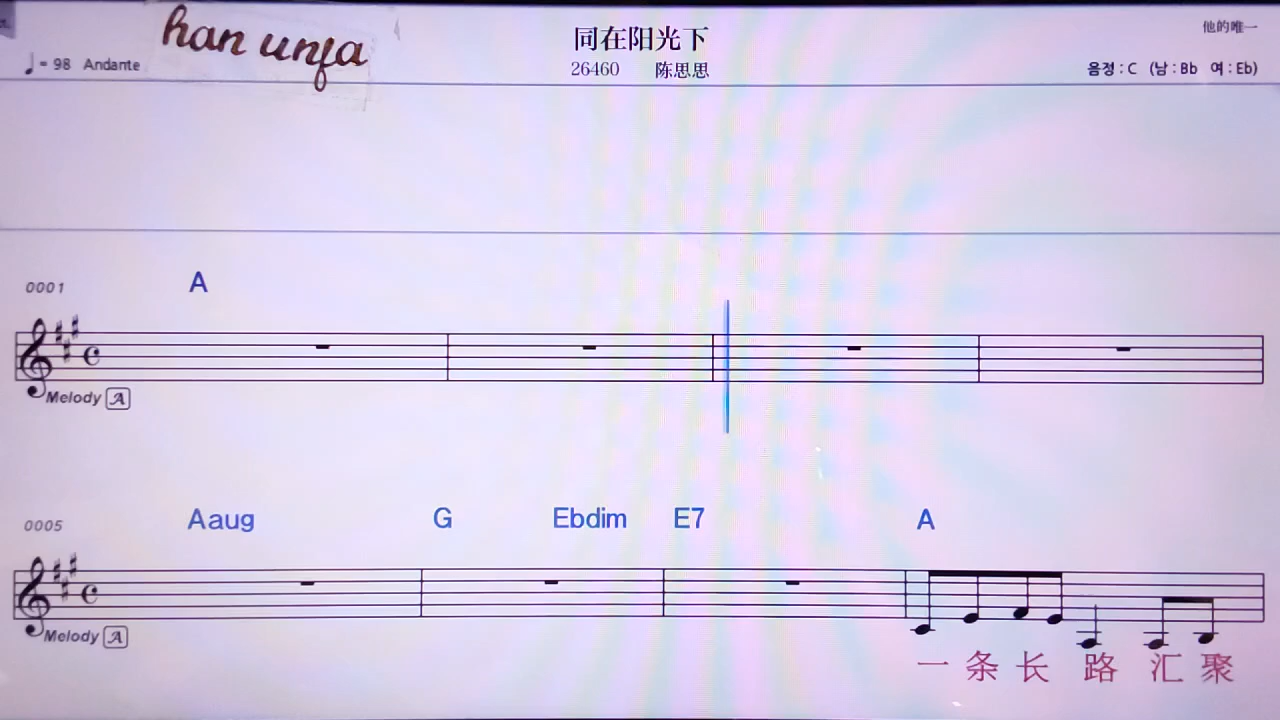 han unfa
同在阳光下
他的唯一
♩= 98 Andante
26460 陈思思
음정 : C (남 : Bb 여 : Eb)
0001 A
Melody A
0005 Aaug G Ebdim E7 A
Melody A
一 条 长 路 汇 聚